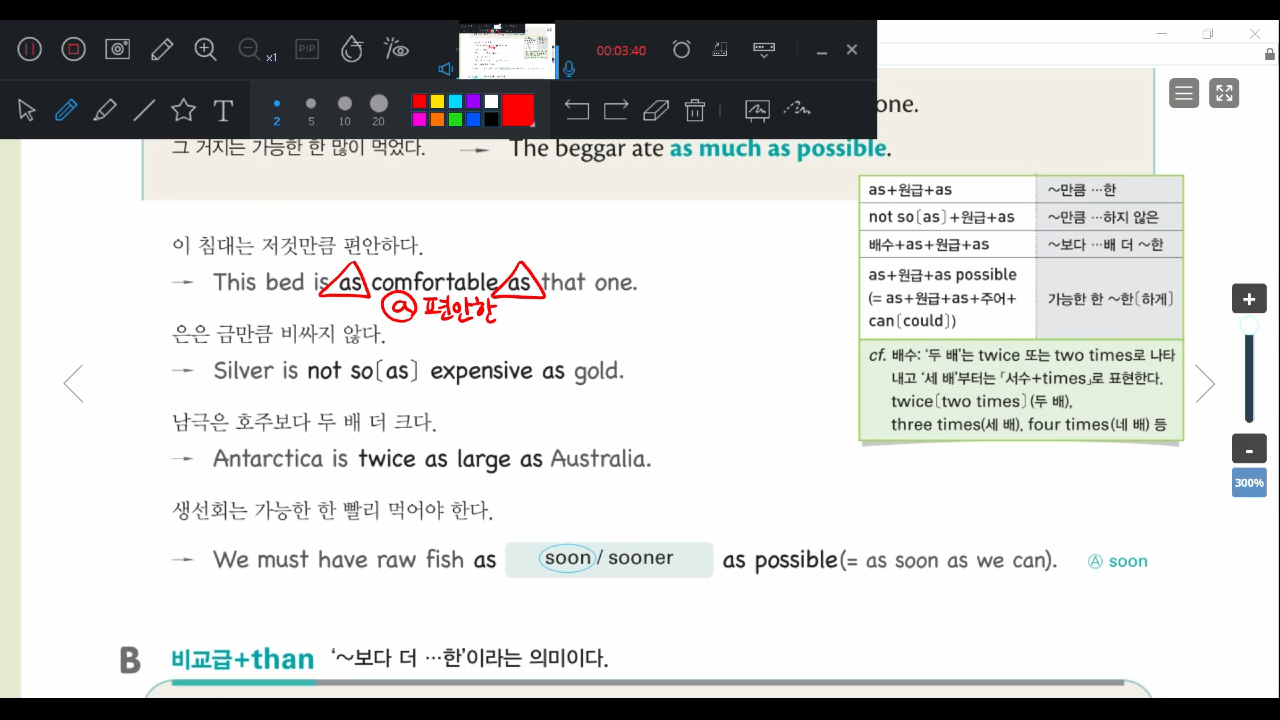 PIP
x1
00:03:40
2
5
10
20
T
one.
그 거지는 가능한 한 많이 먹었다. → The beggar ate as much as possible.
as+원급+as ~만큼 …한
not so〔as〕+원급+as ~만큼 …하지 않은
배수+as+원급+as ~보다 …배 더 ~한
as+원급+as possible
(= as+원급+as+주어+
can〔could〕)
가능한 한 ~한〔하게〕
cf. 배수: ‘두 배’는 twice 또는 two times로 나타
내고 ‘세 배’부터는 「서수+times」로 표현한다.
twice〔two times〕(두 배),
three times(세 배), four times(네 배) 등
이 침대는 저것만큼 편안하다.
→ This bed is as comfortable as that one.
ⓐ 편안한
은은 금만큼 비싸지 않다.
→ Silver is not so〔as〕 expensive as gold.
남극은 호주보다 두 배 더 크다.
→ Antarctica is twice as large as Australia.
생선회는 가능한 한 빨리 먹어야 한다.
→ We must have raw fish as soon / sooner as possible(= as soon as we can). Ⓐ soon
B 비교급+than ‘~보다 더 …한’이라는 의미이다.
+
-
300%